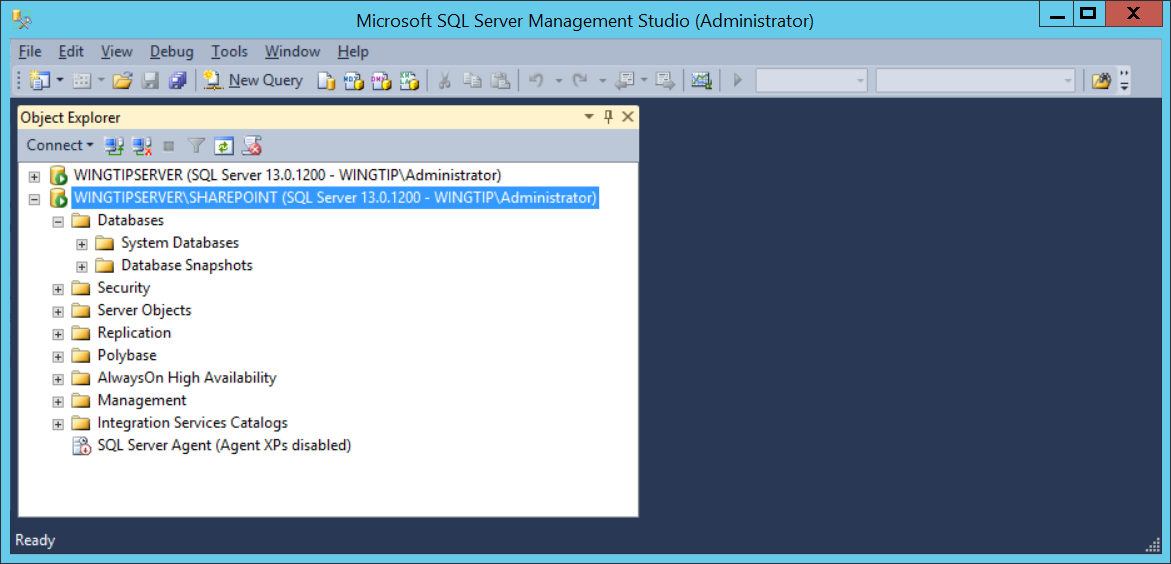 Microsoft SQL Server Management Studio (Administrator)
File Edit View Debug Tools Window Help
New Query
Object Explorer
Connect
WINGTIPSERVER (SQL Server 13.0.1200 - WINGTIP\Administrator)
WINGTIPSERVER\SHAREPOINT (SQL Server 13.0.1200 - WINGTIP\Administrator)
Databases
System Databases
Database Snapshots
Security
Server Objects
Replication
Polybase
AlwaysOn High Availability
Management
Integration Services Catalogs
SQL Server Agent (Agent XPs disabled)
Ready